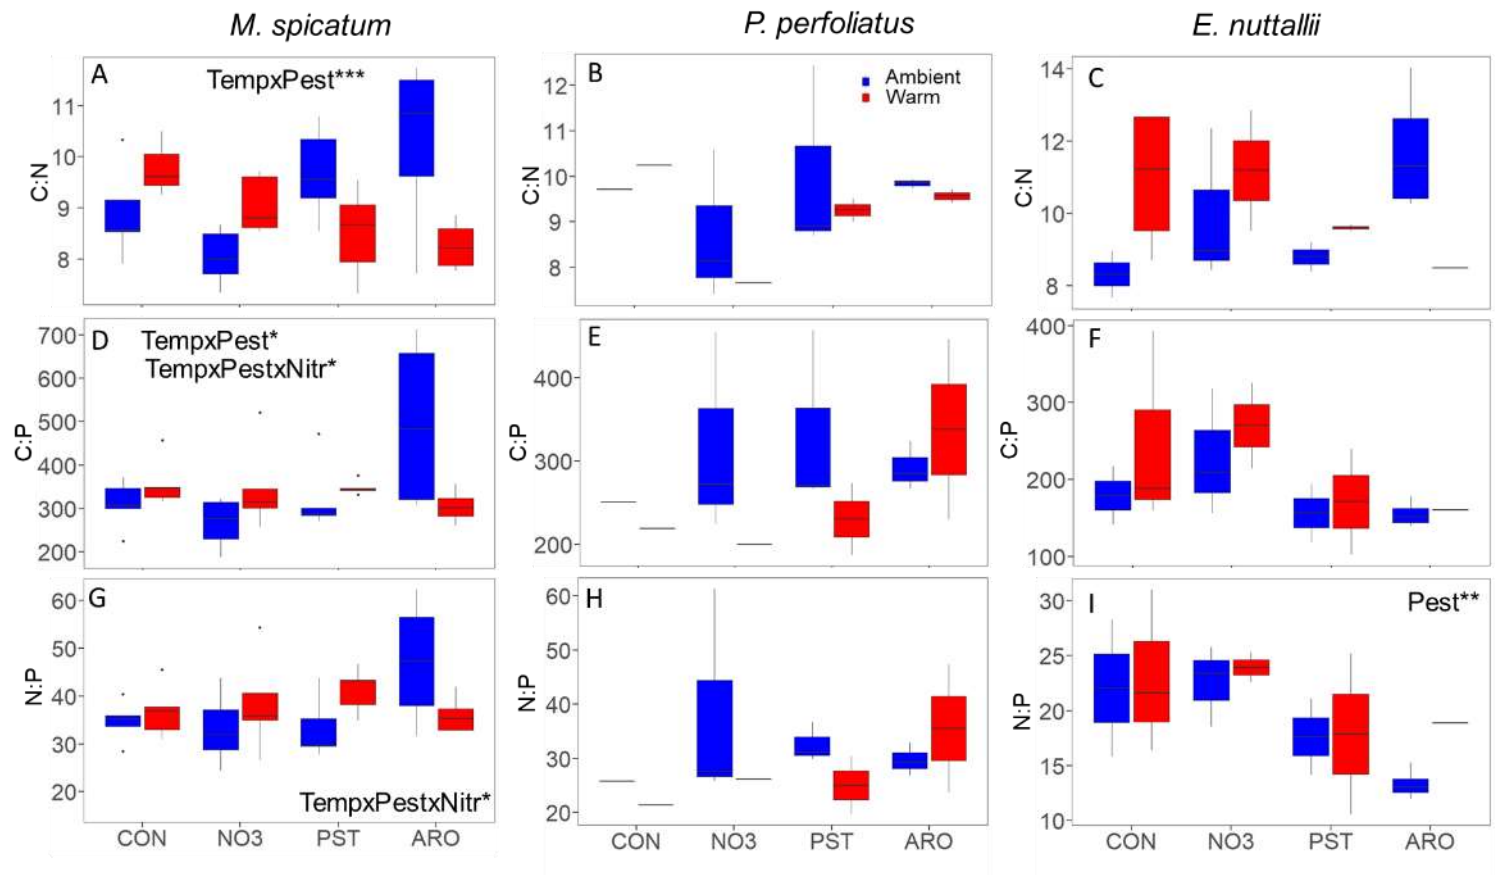 M. spicatum
P. perfoliatus
E. nuttallii
A
TempxPest***
C:N
11
10
9
8
B
Ambient
Warm
C:N
12
11
10
9
8
C
C:N
14
12
10
8
D
TempxPest*
TempxPestxNitr*
C:P
700
600
500
400
300
200
E
C:P
400
300
200
F
C:P
400
300
200
100
G
N:P
60
50
40
30
20
TempxPestxNitr*
CON NO3 PST ARO
H
N:P
60
50
40
30
20
CON NO3 PST ARO
I
Pest**
N:P
30
25
20
15
10
CON NO3 PST ARO